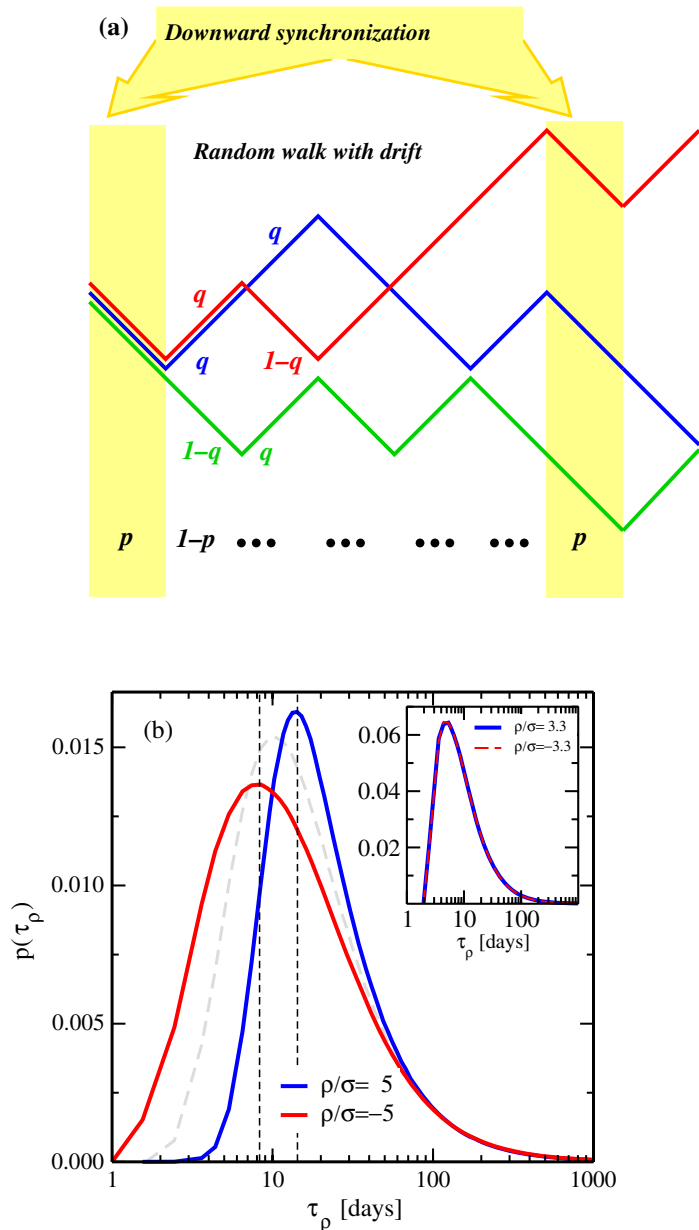 (a)
Downward synchronization
Random walk with drift
q
q
q
1−q
1−q
q
p
1−p
•••
•••
•••
•••
p
(b)
p(τρ)
0.015
0.010
0.005
0.000
1
10
100
1000
τρ [days]
ρ/σ= 5
ρ/σ=−5
0.06
0.04
0.02
1
10
100
τρ [days]
ρ/σ= 3.3
ρ/σ=−3.3